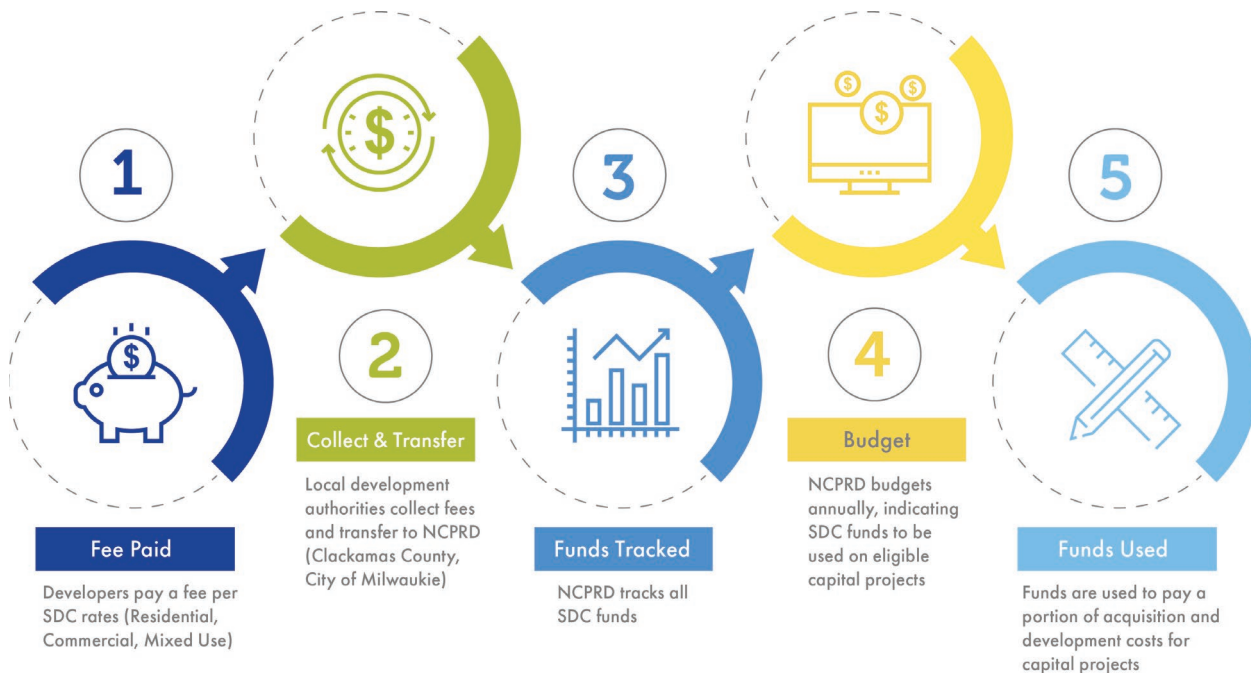 1
$
Fee Paid
Developers pay a fee per
SDC rates (Residential,
Commercial, Mixed Use)
$
2
Collect & Transfer
Local development
authorities collect fees
and transfer to NCPRD
(Clackamas County,
City of Milwaukie)
3
Funds Tracked
NCPRD tracks all
SDC funds
$ $ $
4
Budget
NCPRD budgets
annually, indicating
SDC funds to be
used on eligible
capital projects
5
Funds Used
Funds are used to pay a
portion of acquisition and
development costs for
capital projects